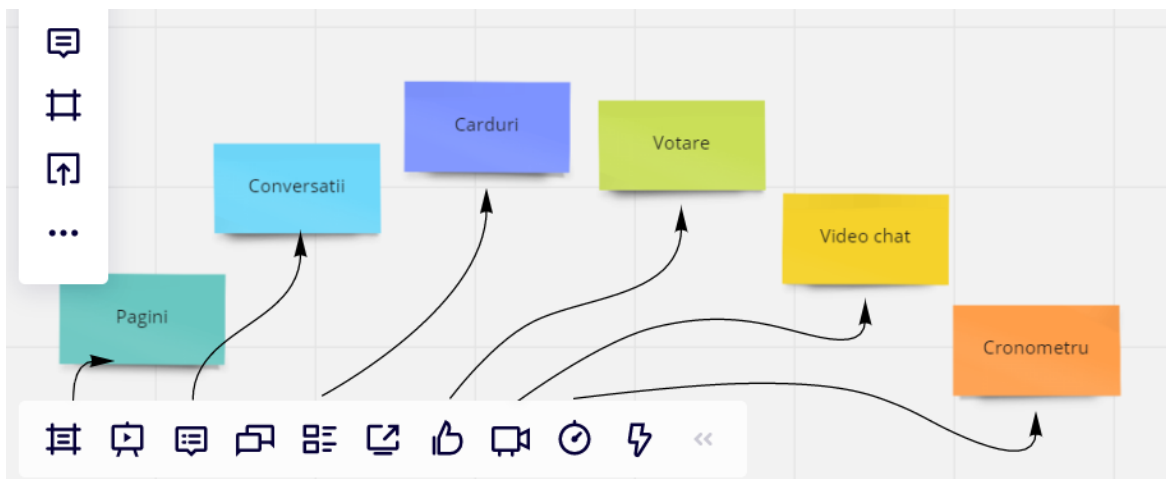 Carduri
Votare
Conversatii
Video chat
Pagini
Cronometru